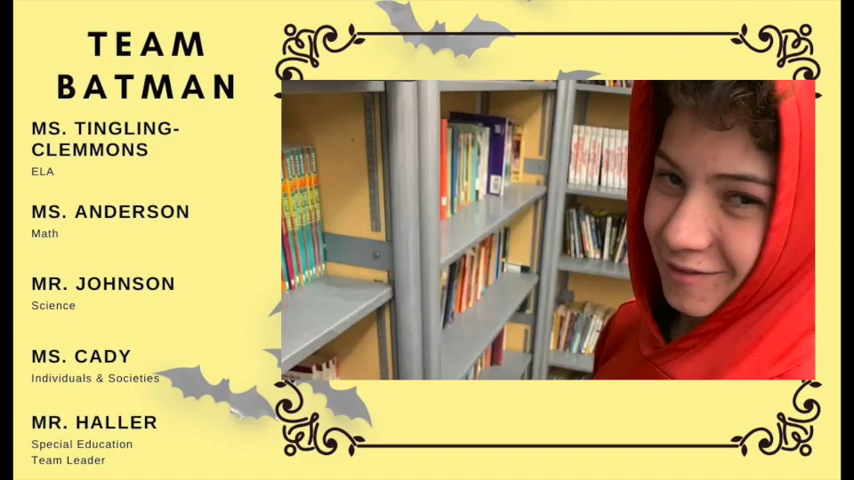 TEAM
BATMAN
MS. TINGLING-
CLEMMONS
ELA
MS. ANDERSON
Math
MR. JOHNSON
Science
MS. CADY
Individuals & Societies
MR. HALLER
Special Education
Team Leader